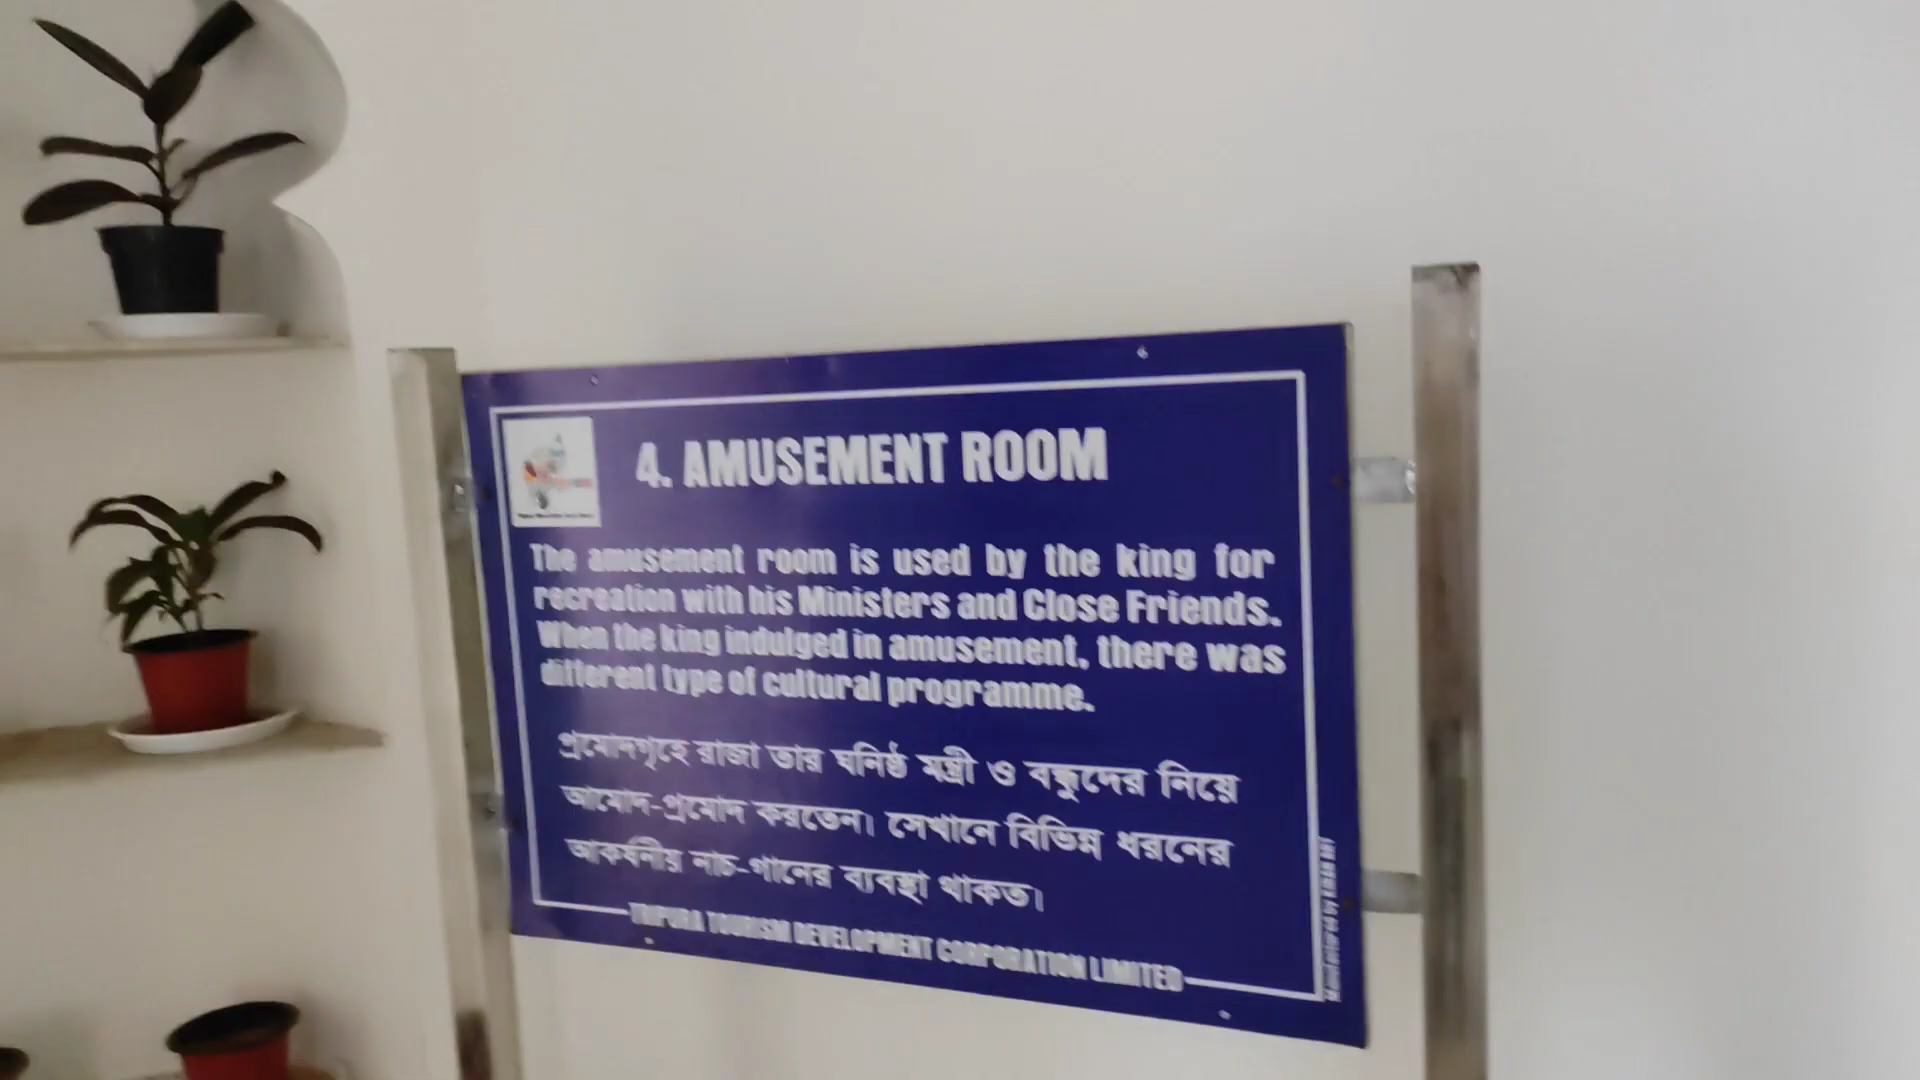 4. AMUSEMENT ROOM
The amusement room is used by the king for
recreation with his Ministers and Close Friends.
When the king indulged in amusement, there was
different type of cultural programme.
প্রমোদগৃহে রাজা তার ঘনিষ্ঠ মন্ত্রী ও বন্ধুদের নিয়ে
আমোদ-প্রমোদ করতেন। সেখানে বিভিন্ন ধরনের
আকর্ষনীয় নাচ-গানের ব্যবস্থা থাকত।
TRIPURA TOURISM DEVELOPMENT CORPORATION LIMITED
Manufactured by